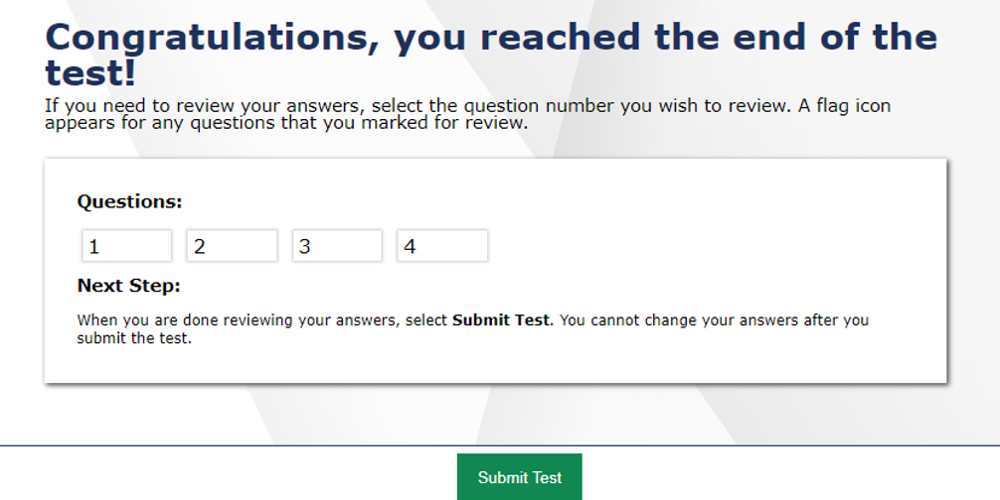 Congratulations, you reached the end of the
test!
If you need to review your answers, select the question number you wish to review. A flag icon
appears for any questions that you marked for review.
Questions:
1 2 3 4
Next Step:
When you are done reviewing your answers, select Submit Test. You cannot change your answers after you
submit the test.
Submit Test